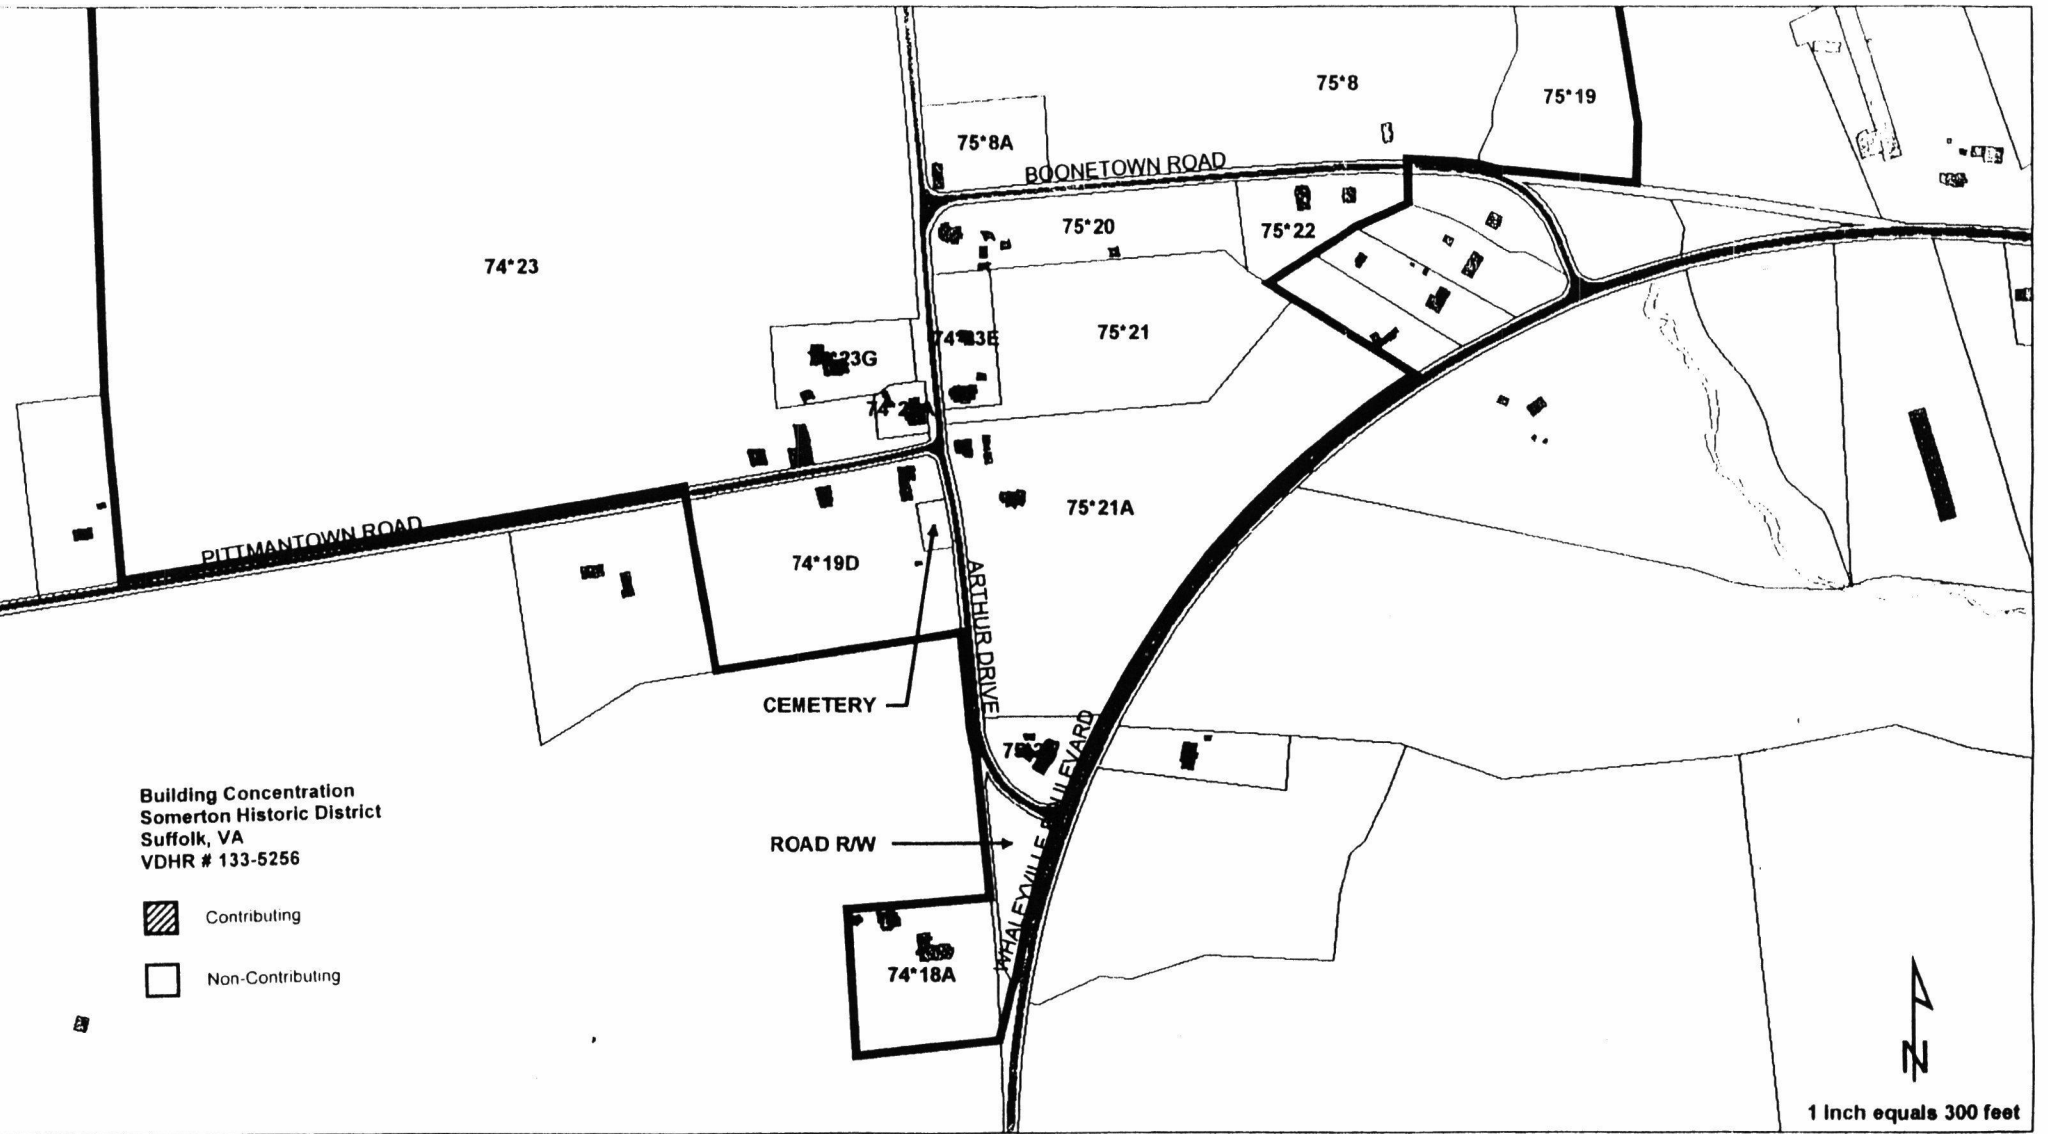 75*8
75*19
75*8A
BOONETOWN ROAD
75*20
75*22
74*23
75*21
23G
75*21A
PITTMANTOWN ROAD
74*19D
ARTHUR DRIVE
CEMETERY
WHALEYVILLE
ROAD R/W
74*18A
Building Concentration
Somerton Historic District
Suffolk, VA
VDHR # 133-5256
Contributing
Non-Contributing
N
1 Inch equals 300 feet